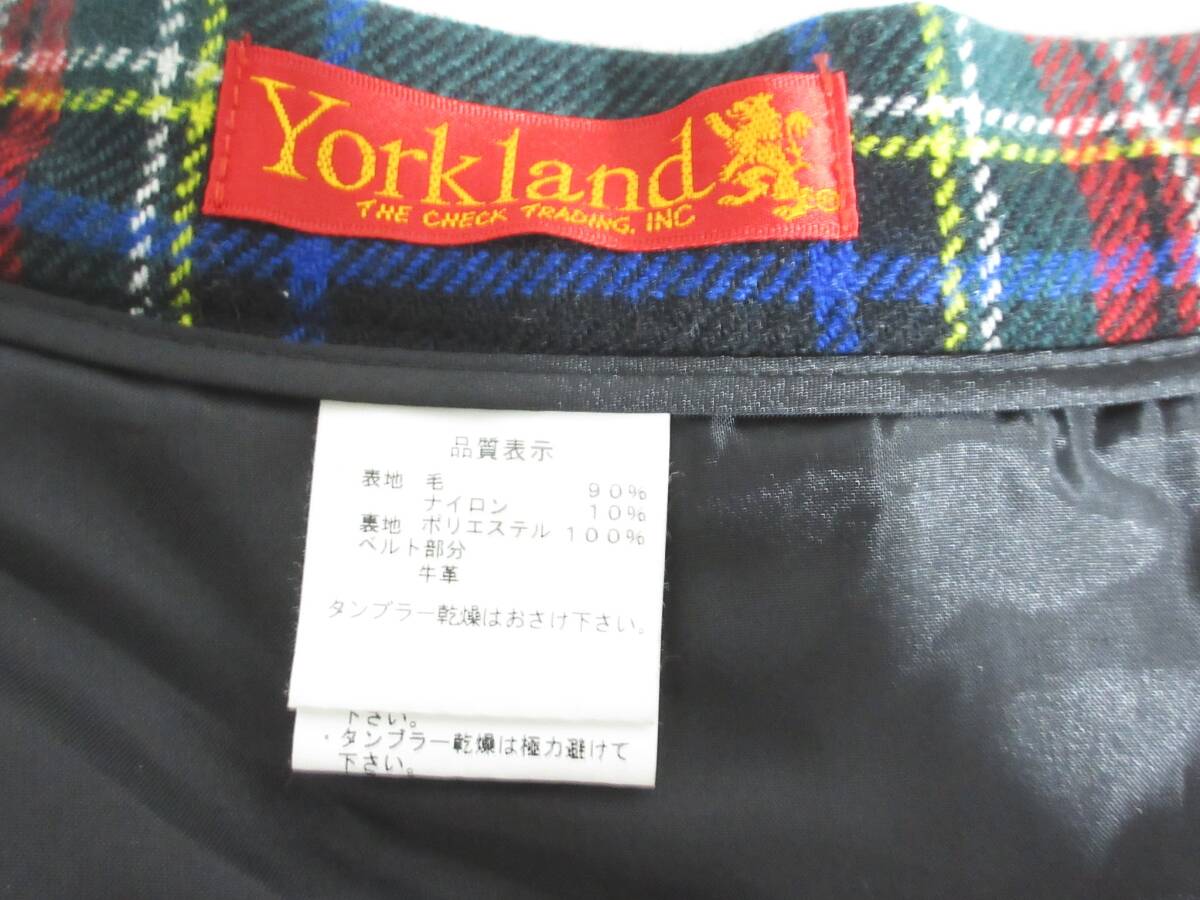 Yorkland
THE CHECK TRADING, INC
品質表示
表地 毛 90%
ナイロン 10%
裏地 ポリエステル 100%
ベルト部分
牛革
タンブラー乾燥はおさけ下さい。
下さい。
・タンブラー乾燥は極力避けて
下さい。